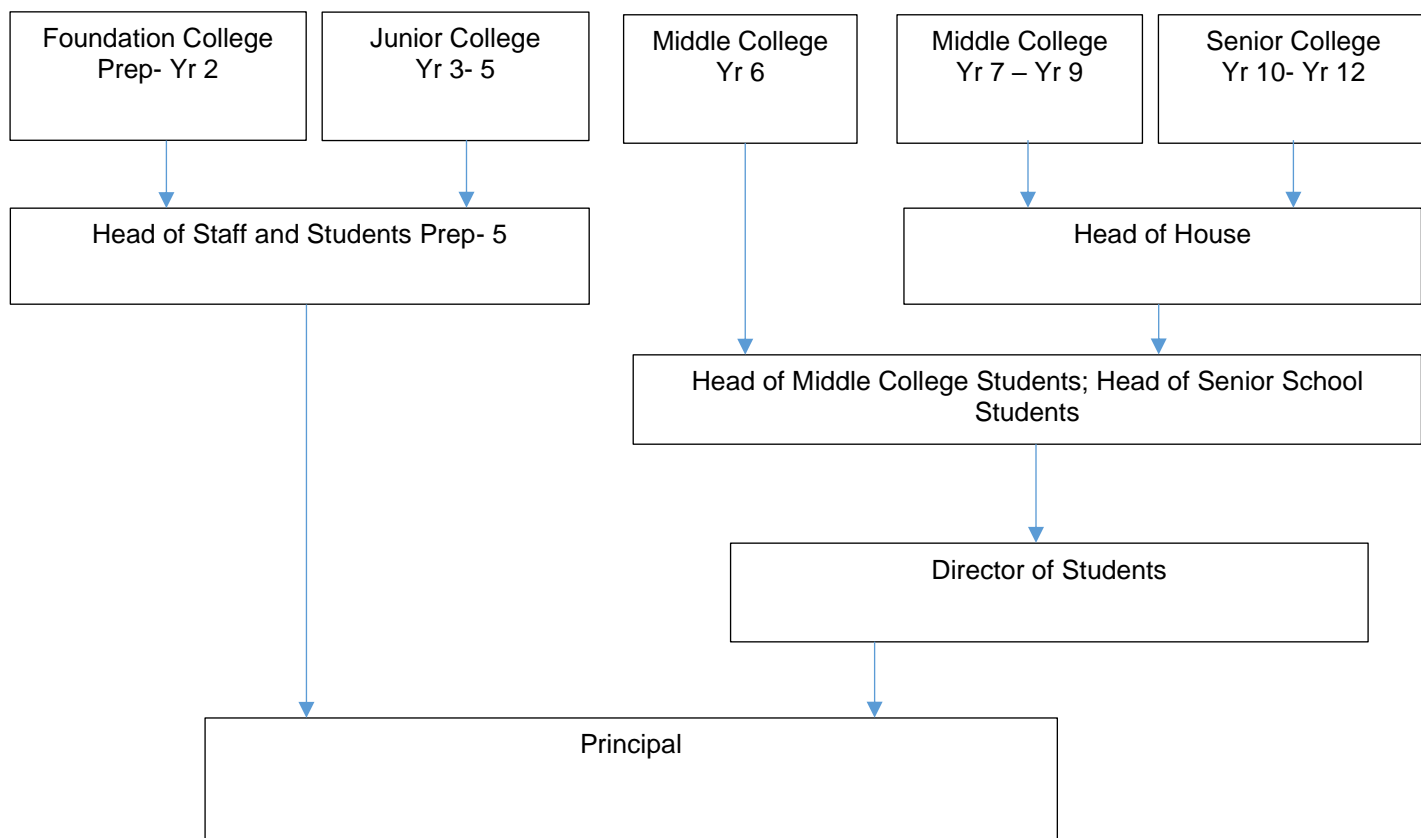 Foundation College
Prep- Yr 2
Junior College
Yr 3- 5
Middle College
Yr 6
Middle College
Yr 7 – Yr 9
Senior College
Yr 10- Yr 12
Head of Staff and Students Prep- 5
Head of House
Head of Middle College Students; Head of Senior School
Students
Director of Students
Principal